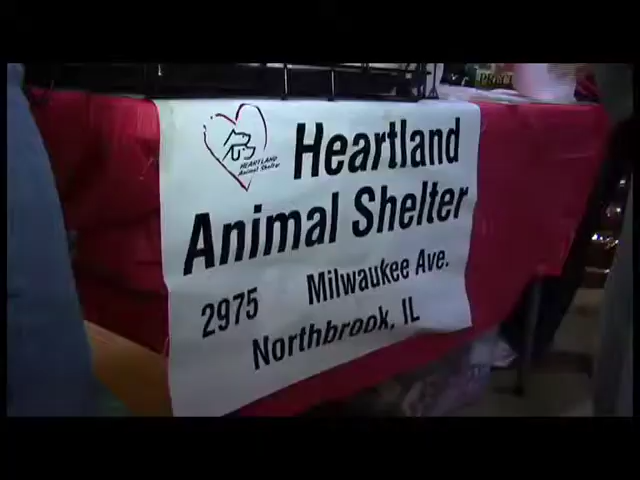 HEARTLAND
Animal Shelter
Heartland
Animal Shelter
2975 Milwaukee Ave.
Northbrook, IL